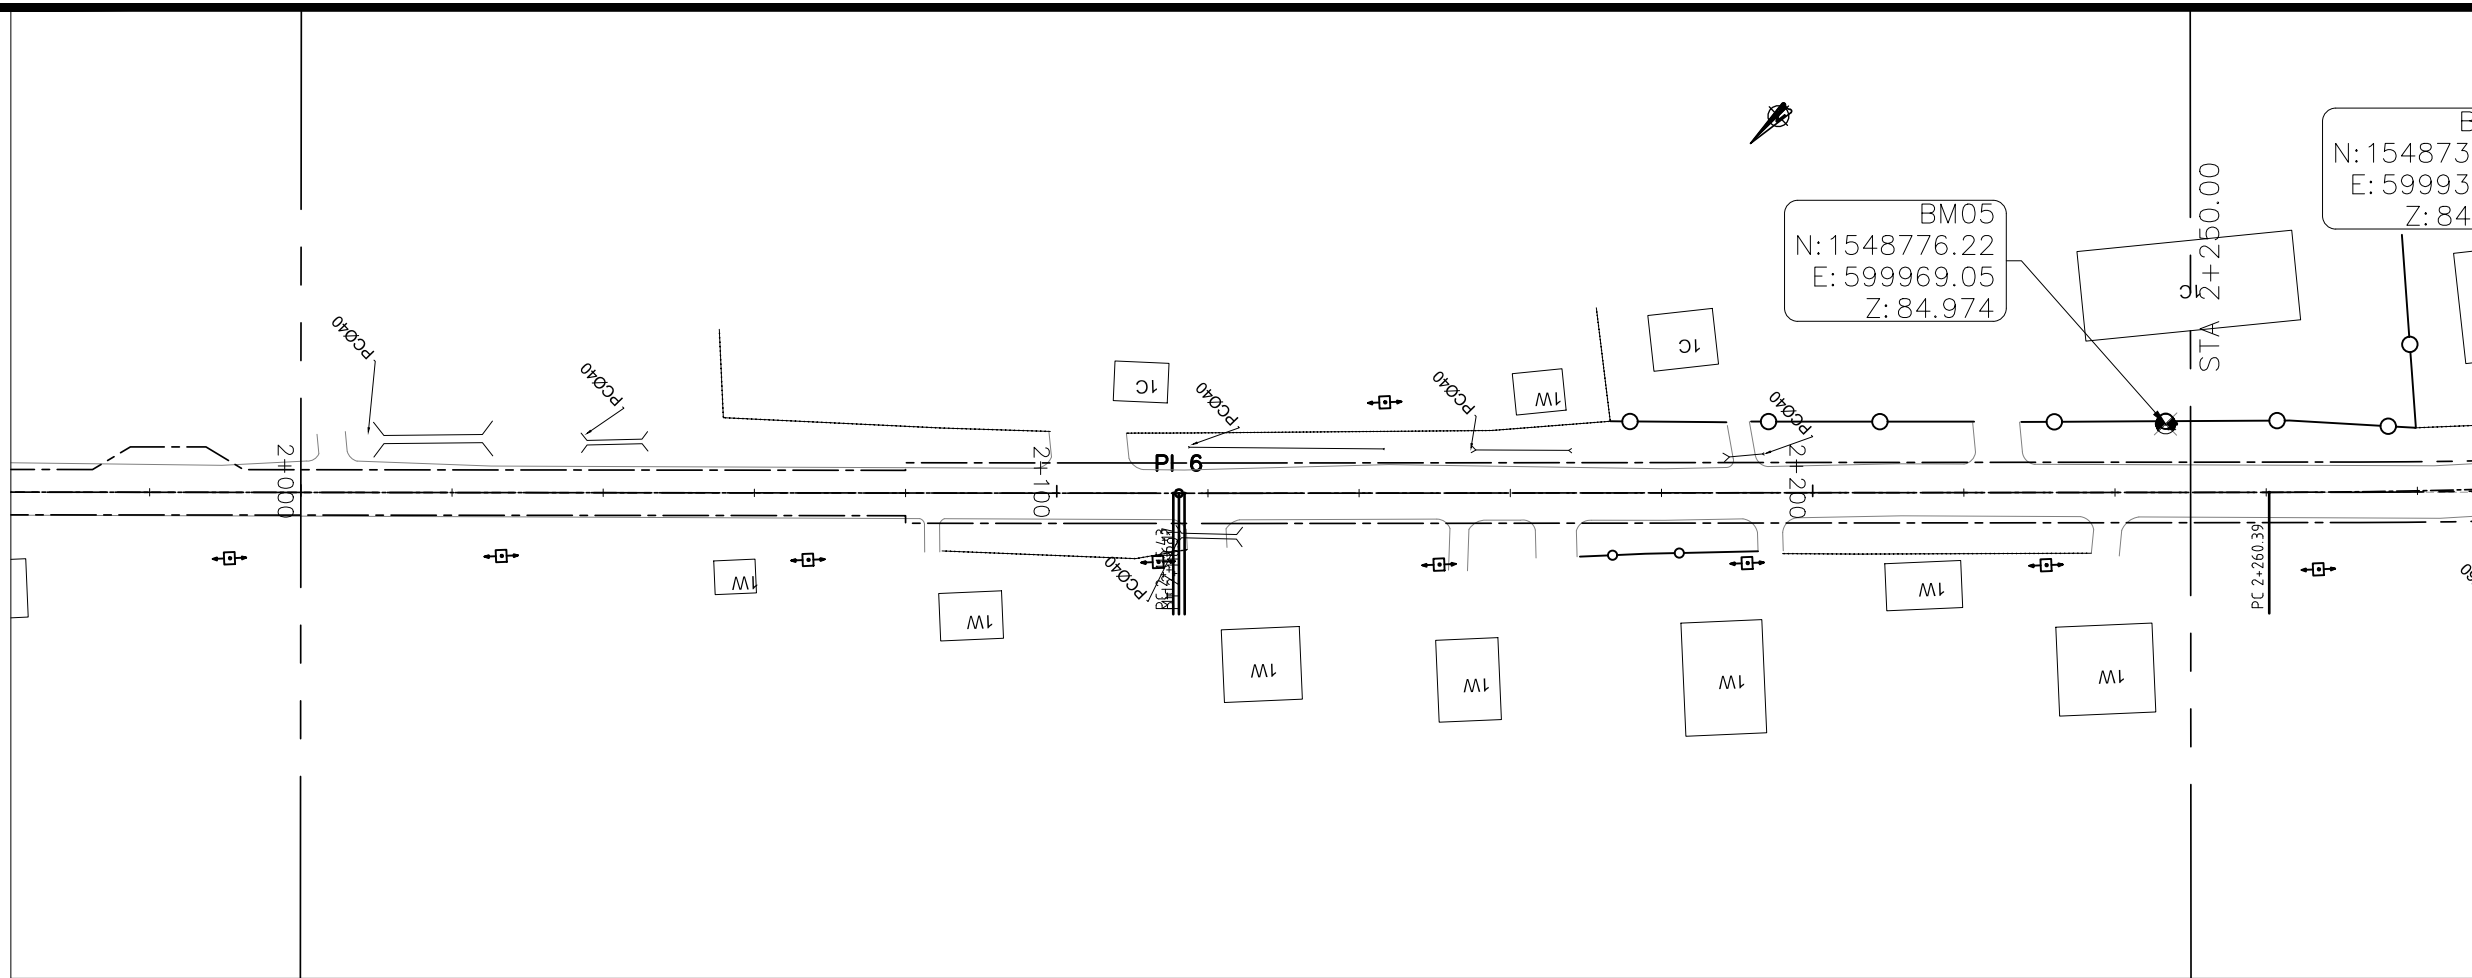 B
N:154873
E:59993
Z:84
BM05
N:1548776.22
E:599969.05
Z:84.974
STA 2+250.00
1C
PCØ40
PCØ40
1C
PCØ40
PCØ40
1W
1C
PCØ40
2+000
2+100
PI-6
2+200
PCØ40
PC 2+260.39
1W
1W
1W
1W
1W
1W
1W